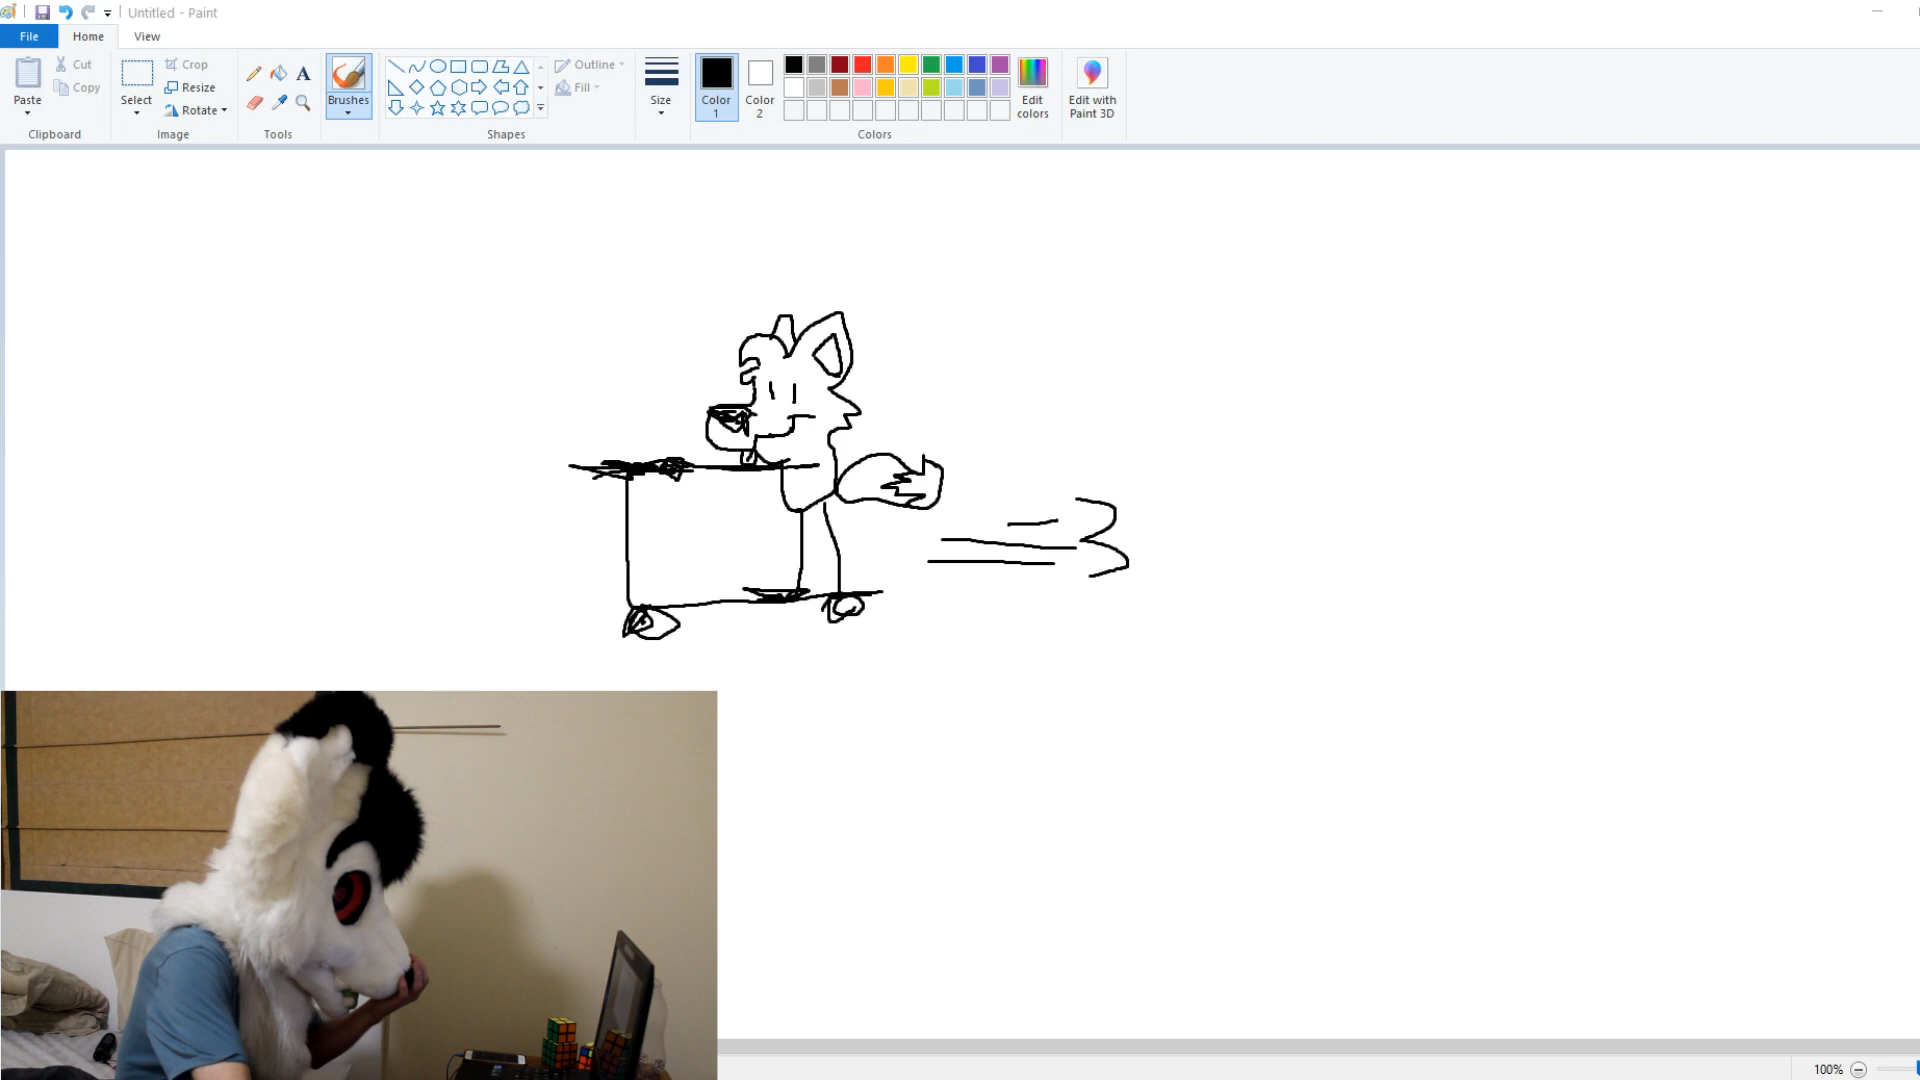 Untitled - Paint
File Home View
Paste
Cut
Copy
Clipboard
Select
Crop
Resize
Rotate
Image
A
Tools
Brushes
Outline
Fill
Shapes
Size
Color 1
Color 2
Edit colors
Colors
Edit with Paint 3D
3
100%